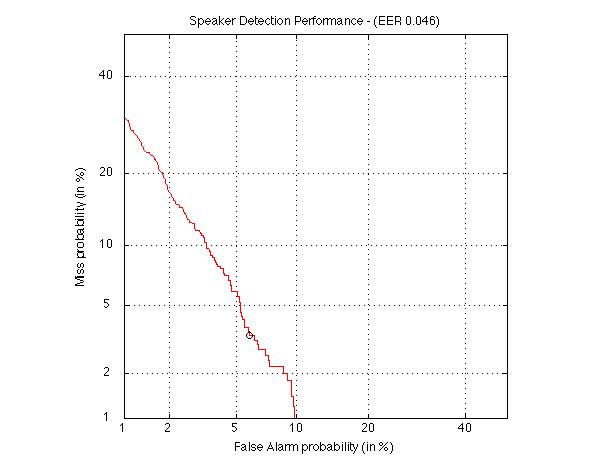 Speaker Detection Performance - (EER 0.046)
40
20
10
5
2
1
Miss probability (in %)
1 2 5 10 20 40
False Alarm probability (in %)